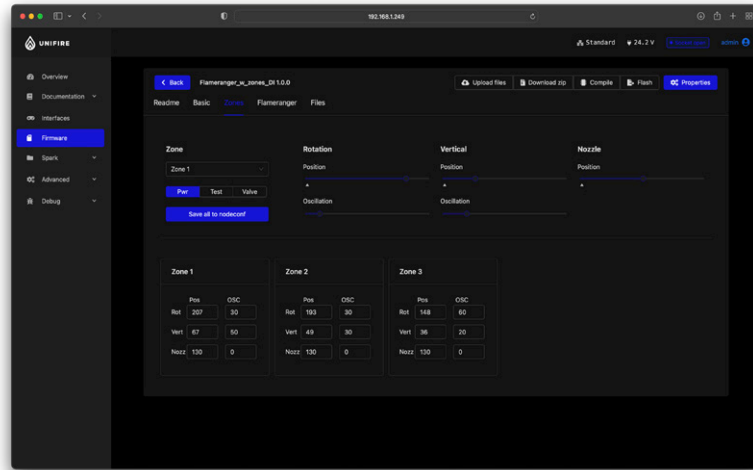 192.168.1.249
UNIFIRE
Standard
24.2 V
admin
Overview
Documentation
Interfaces
Firmware
Spark
Advanced
Debug
Back
Flameranger_w_zones_DI 1.0.0
Upload files
Download zip
Compile
Flash
Properties
Readme
Basic
Zones
Flameranger
Files
Zone
Rotation
Vertical
Nozzle
Zone 1
Position
Position
Position
Pwr
Test
Valve
Oscillation
Oscillation
Save all to nodeconf
Zone 1
Zone 2
Zone 3
Pos OSC
Pos OSC
Pos OSC
Rot 207 30
Rot 193 30
Rot 148 60
Vert 67 50
Vert 49 30
Vert 36 20
Nozz 130 0
Nozz 130 0
Nozz 130 0